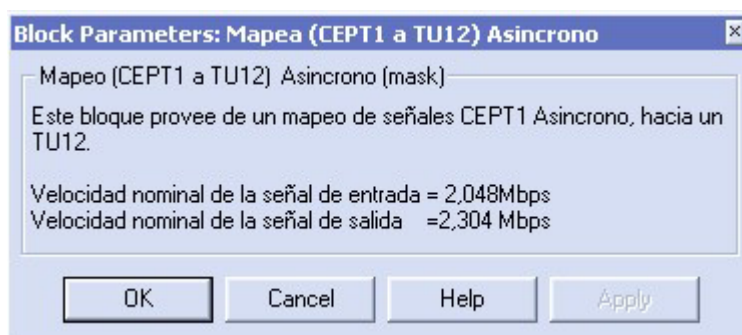 Block Parameters: Mapea (CEPT1 a TU12) Asincrono
Mapeo (CEPT1 a TU12) Asincrono (mask)
Este bloque provee de un mapeo de señales CEPT1 Asincrono, hacia un
TU12.
Velocidad nominal de la señal de entrada = 2,048Mbps
Velocidad nominal de la señal de salida =2,304 Mbps
OK Cancel Help Apply